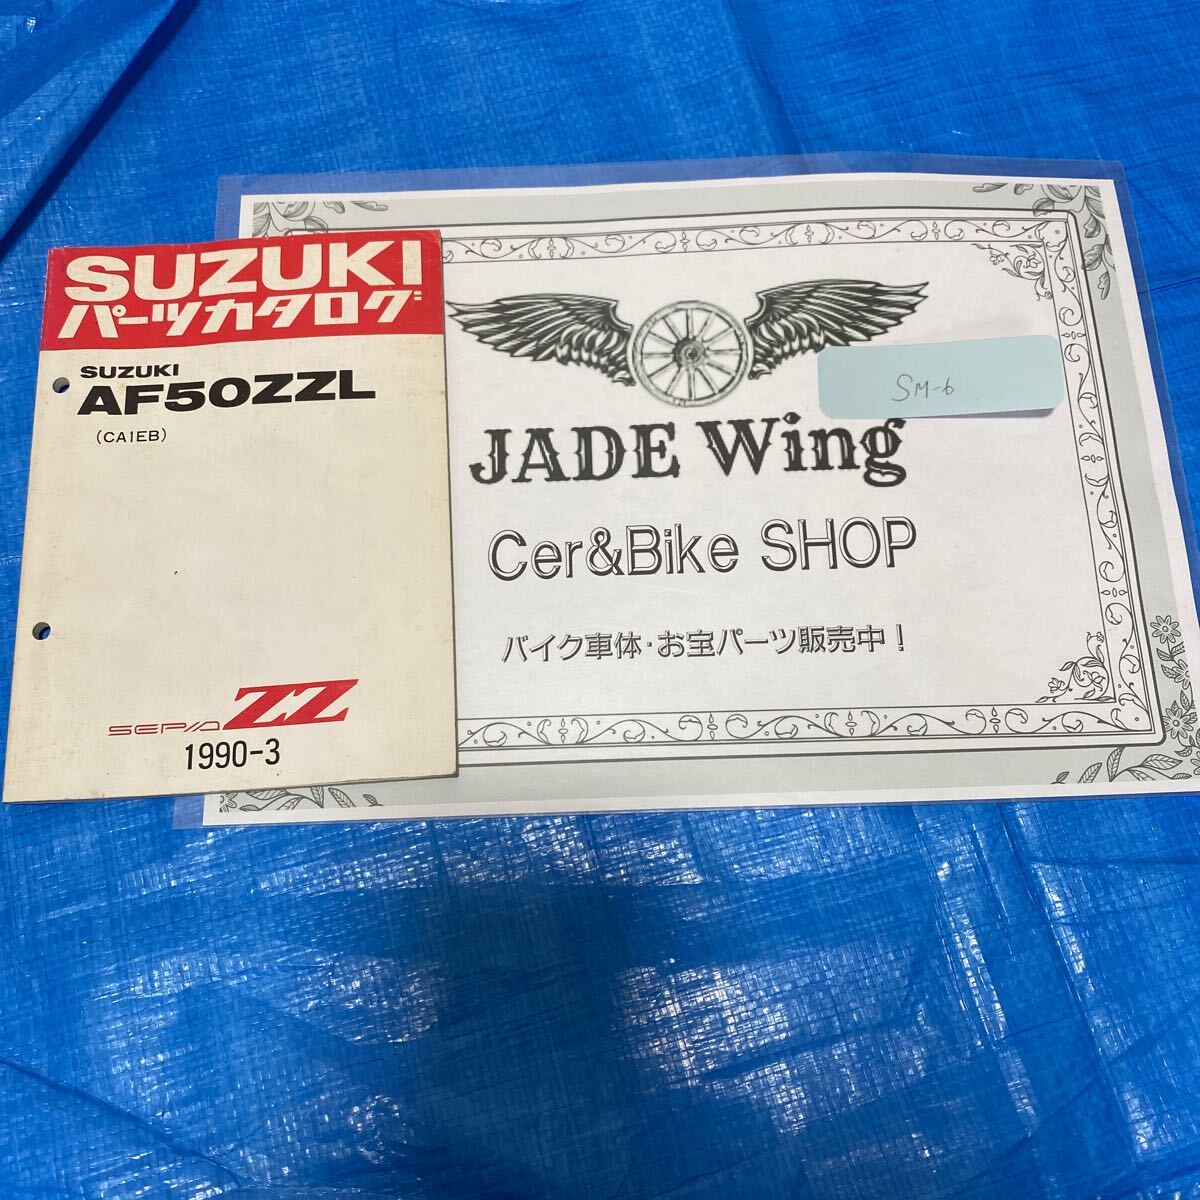 SUZUKI
パーツカタログ
SUZUKI
AF50ZZL
(CA1EB)
SEPIA ZZ
1990-3
SM-6
JADE Wing
Cer&Bike SHOP
バイク車体・お宝パーツ販売中！